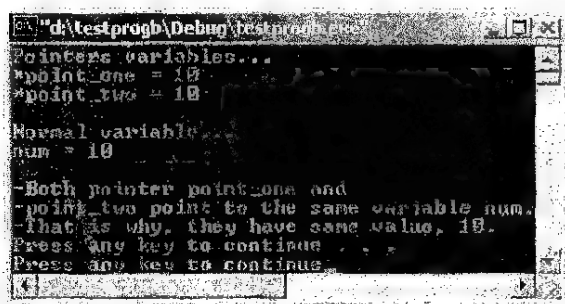 "d:\testprogb\Debug\testprogb.exe"
Pointers variables...
*point_one = 10
*point_two = 10
Normal variable...
num = 10
-Both pointer point_one and
-point_two point to the same variable num.
-That is why, they have same value, 10.
Press any key to continue . . .
Press any key to continue